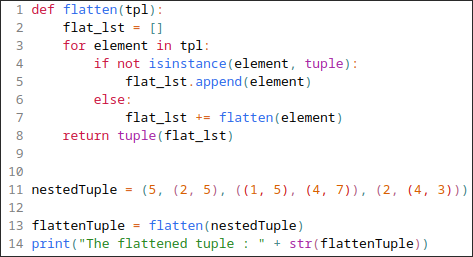 1 def flatten(tpl):
2     flat_lst = []
3     for element in tpl:
4         if not isinstance(element, tuple):
5             flat_lst.append(element)
6         else:
7             flat_lst += flatten(element)
8     return tuple(flat_lst)
9
10
11 nestedTuple = (5, (2, 5), ((1, 5), (4, 7)), (2, (4, 3)))
12
13 flattenTuple = flatten(nestedTuple)
14 print("The flattened tuple : " + str(flattenTuple))